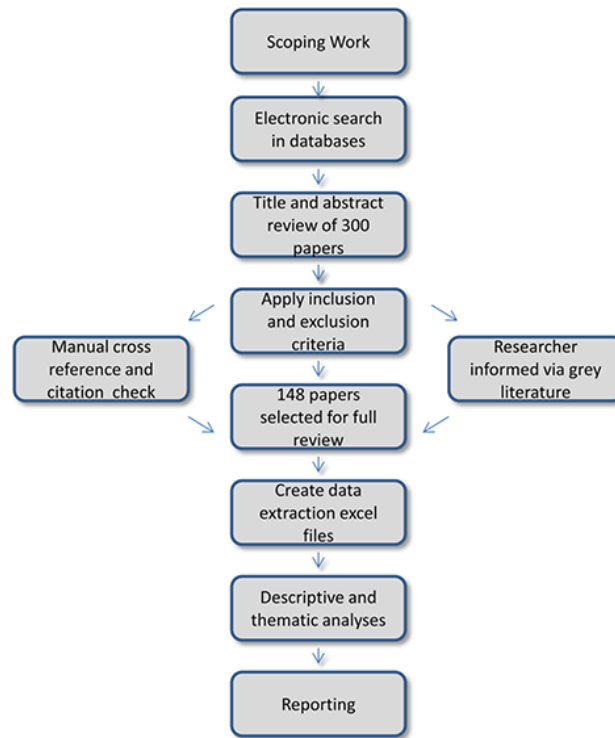 Scoping Work
Electronic search
in databases
Title and abstract
review of 300
papers
Apply inclusion
and exclusion
criteria
Manual cross
reference and
citation check
Researcher
informed via grey
literature
148 papers
selected for full
review
Create data
extraction excel
files
Descriptive and
thematic analyses
Reporting